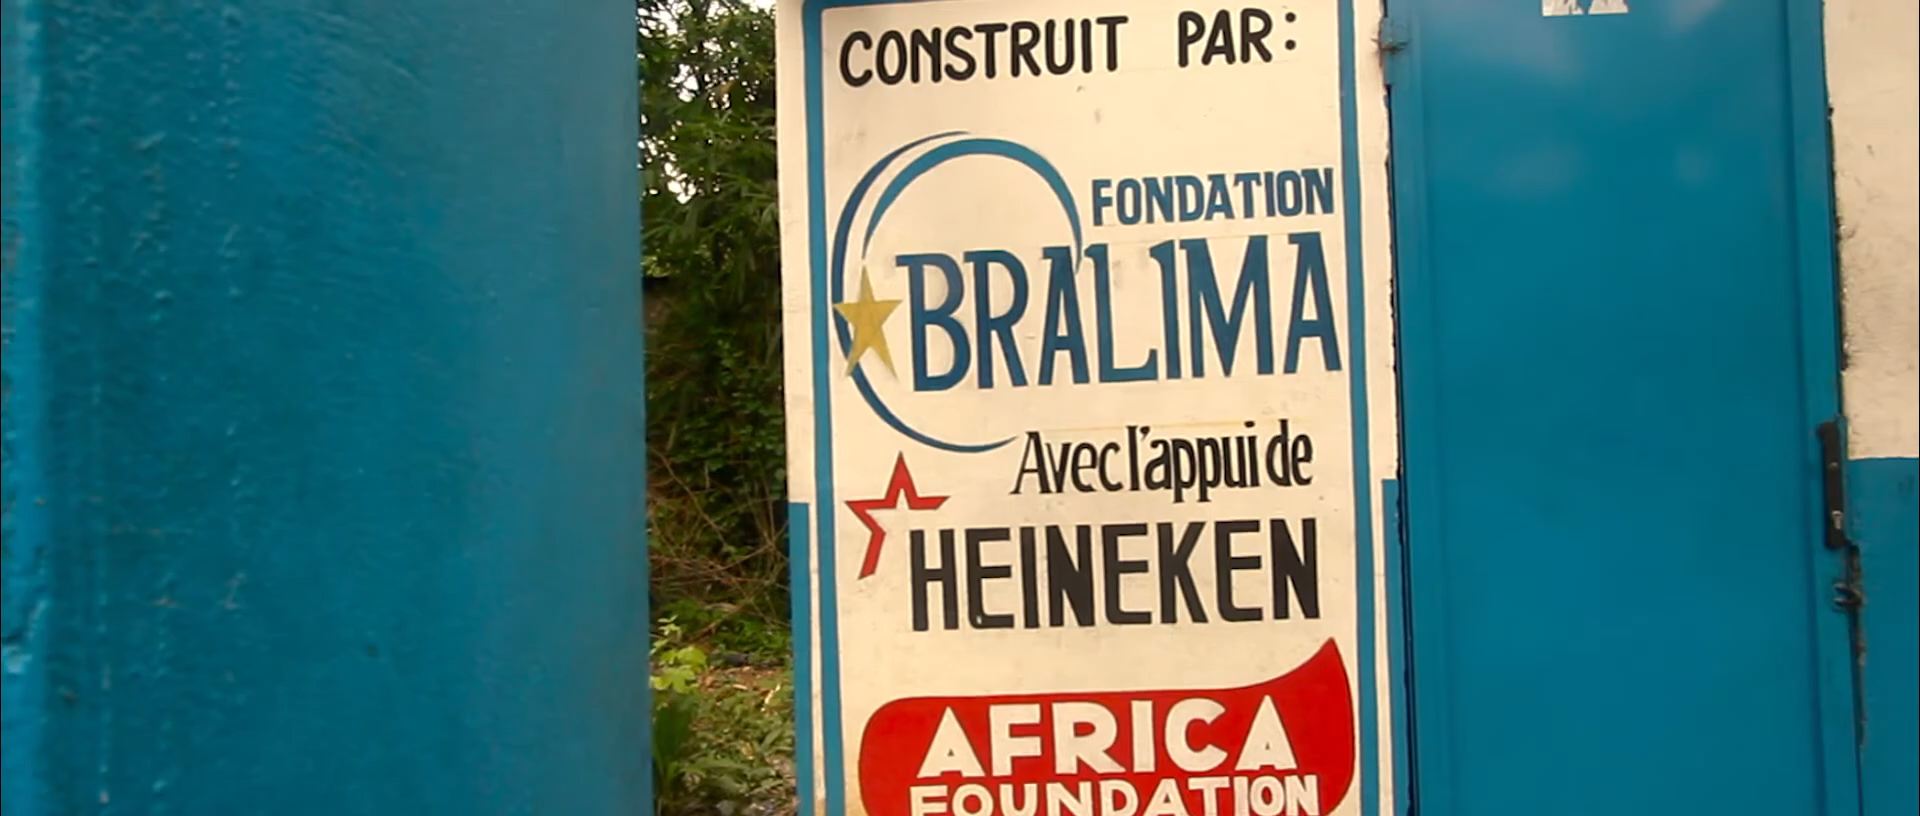 CONSTRUIT PAR:
FONDATION
BRALIMA
Avec l'appui de
HEINEKEN
AFRICA
FOUNDATION